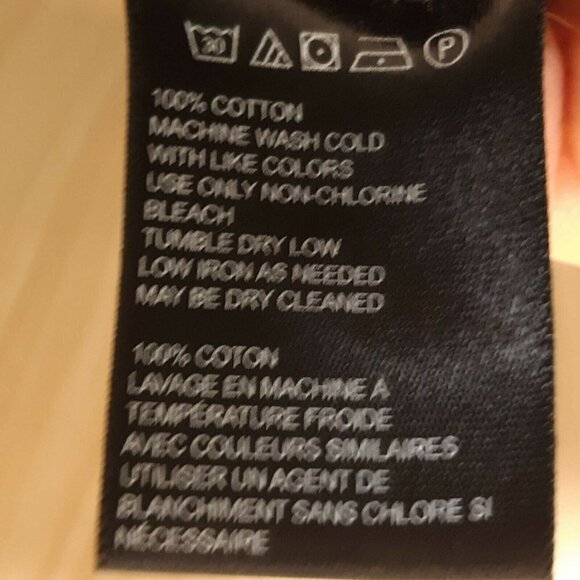 30 P
100% COTTON
MACHINE WASH COLD
WITH LIKE COLORS
USE ONLY NON-CHLORINE
BLEACH
TUMBLE DRY LOW
LOW IRON AS NEEDED
MAY BE DRY CLEANED
100% COTON
LAVAGE EN MACHINE A
TEMPÉRATURE FROIDE
AVEC COULEURS SIMILAIRES
UTILISER UN AGENT DE
BLANCHIMENT SANS CHLORE SI
NÉCESSAIRE